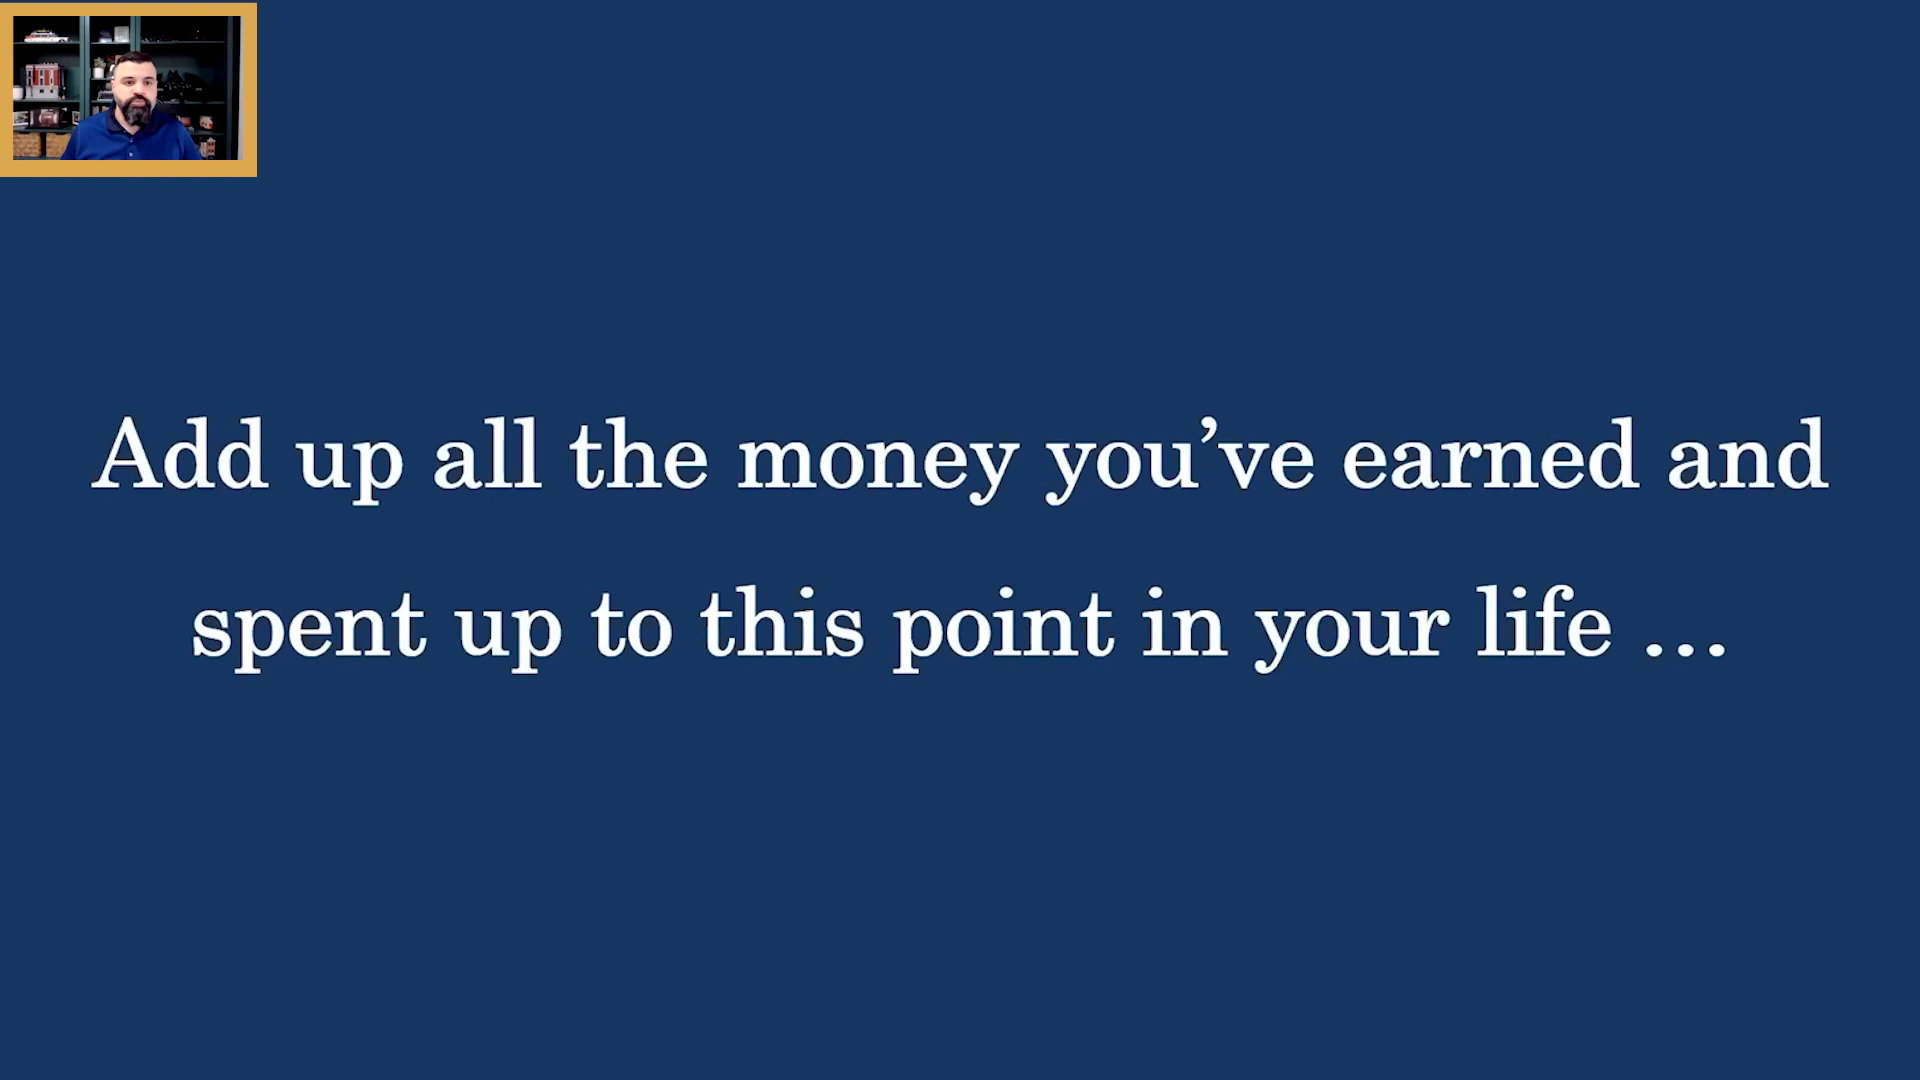 Add up all the money you’ve earned and
spent up to this point in your life ...